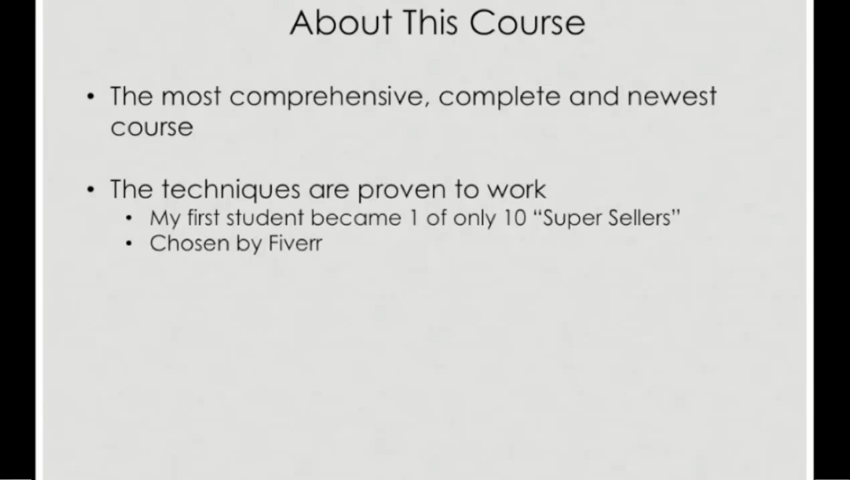 About This Course
• The most comprehensive, complete and newest
course
• The techniques are proven to work
• My first student became 1 of only 10 “Super Sellers”
• Chosen by Fiverr